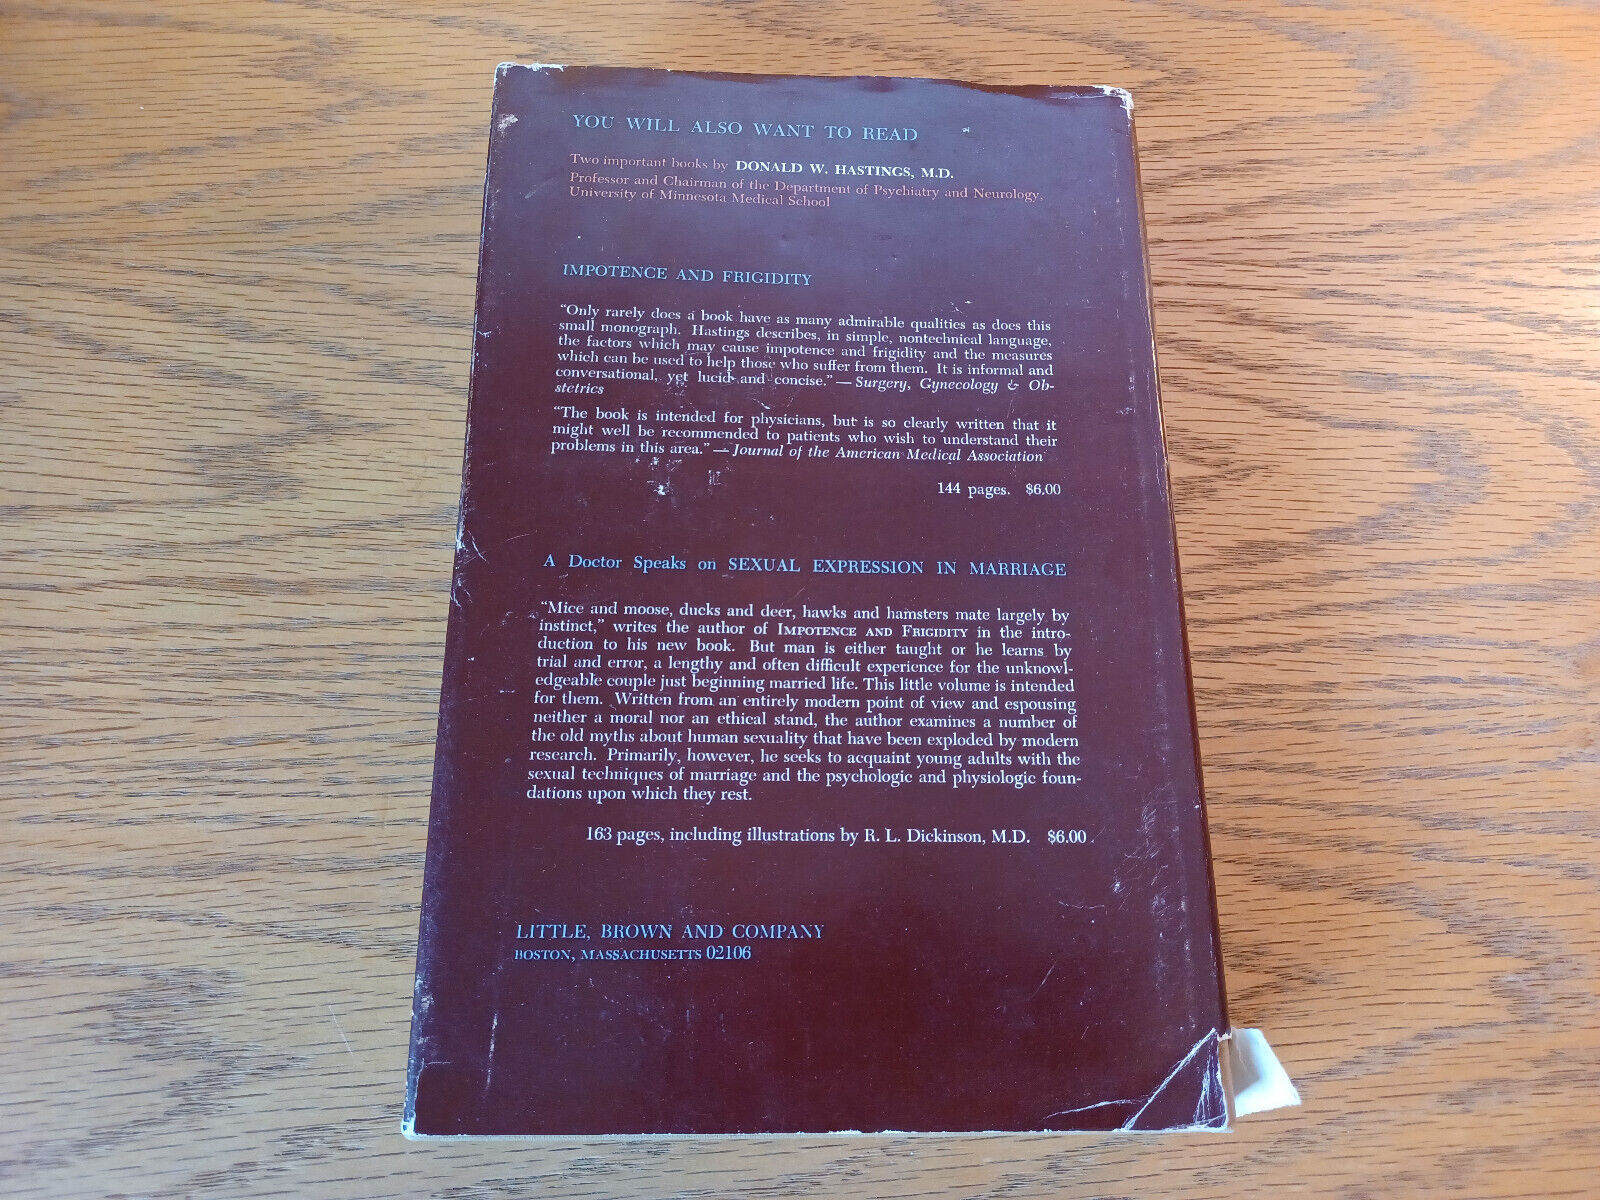 YOU WILL ALSO WANT TO READ
Two important books by DONALD W. HASTINGS, M.D.
Professor and Chairman of the Department of Psychiatry and Neurology,
University of Minnesota Medical School
IMPOTENCE AND FRIGIDITY
“Only rarely does a book have as many admirable qualities as does this
small monograph. Hastings describes, in simple, nontechnical language,
the factors which may cause impotence and frigidity and the measures
which can be used to help those who suffer from them. It is informal and
conversational, yet lucid and concise.” — Surgery, Gynecology & Ob-
stetrics
“The book is intended for physicians, but is so clearly written that it
might well be recommended to patients who wish to understand their
problems in this area.” — Journal of the American Medical Association
144 pages. $6.00
A Doctor Speaks on SEXUAL EXPRESSION IN MARRIAGE
“Mice and moose, ducks and deer, hawks and hamsters mate largely by
instinct,” writes the author of IMPOTENCE AND FRIGIDITY in the intro-
duction to his new book. But man is either taught or he learns by
trial and error, a lengthy and often difficult experience for the unknowl-
edgeable couple just beginning married life. This little volume is intended
for them. Written from an entirely modern point of view and espousing
neither a moral nor an ethical stand, the author examines a number of
the old myths about human sexuality that have been exploded by modern
research. Primarily, however, he seeks to acquaint young adults with the
sexual techniques of marriage and the psychologic and physiologic foun-
dations upon which they rest.
163 pages, including illustrations by R. L. Dickinson, M.D. $6.00
LITTLE, BROWN AND COMPANY
BOSTON, MASSACHUSETTS 02106